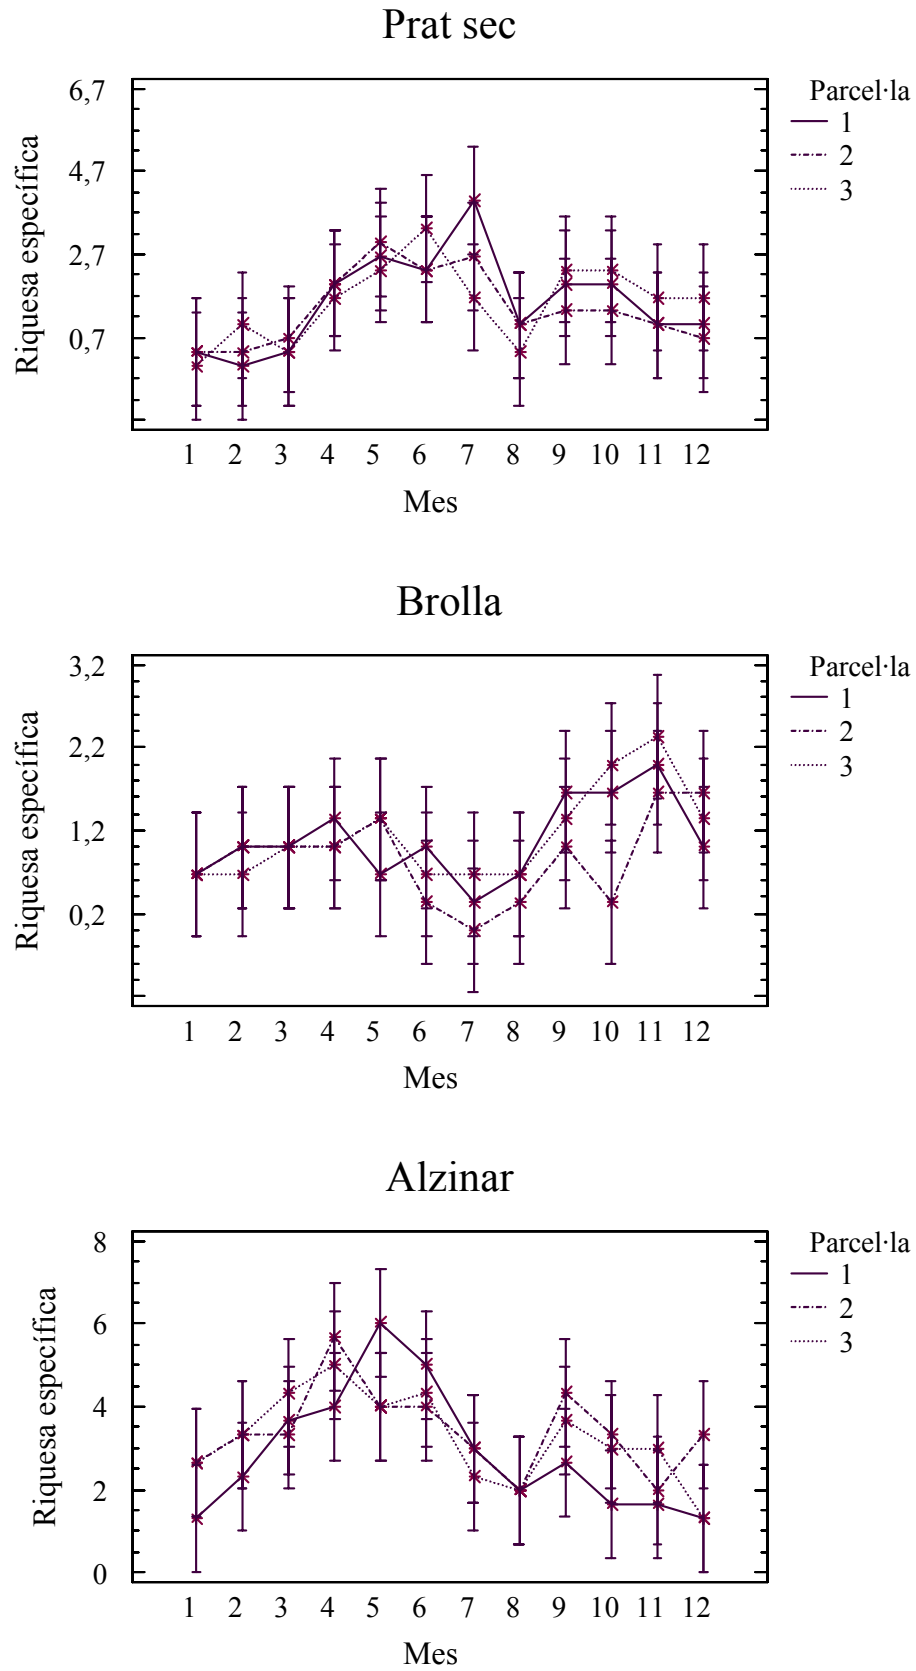 Prat sec
Riquesa específica
6,7
4,7
2,7
0,7
1 2 3 4 5 6 7 8 9 10 11 12
Mes
Parcel·la
1
2
3
Brolla
Riquesa específica
3,2
2,2
1,2
0,2
1 2 3 4 5 6 7 8 9 10 11 12
Mes
Parcel·la
1
2
3
Alzinar
Riquesa específica
8
6
4
2
0
1 2 3 4 5 6 7 8 9 10 11 12
Mes
Parcel·la
1
2
3